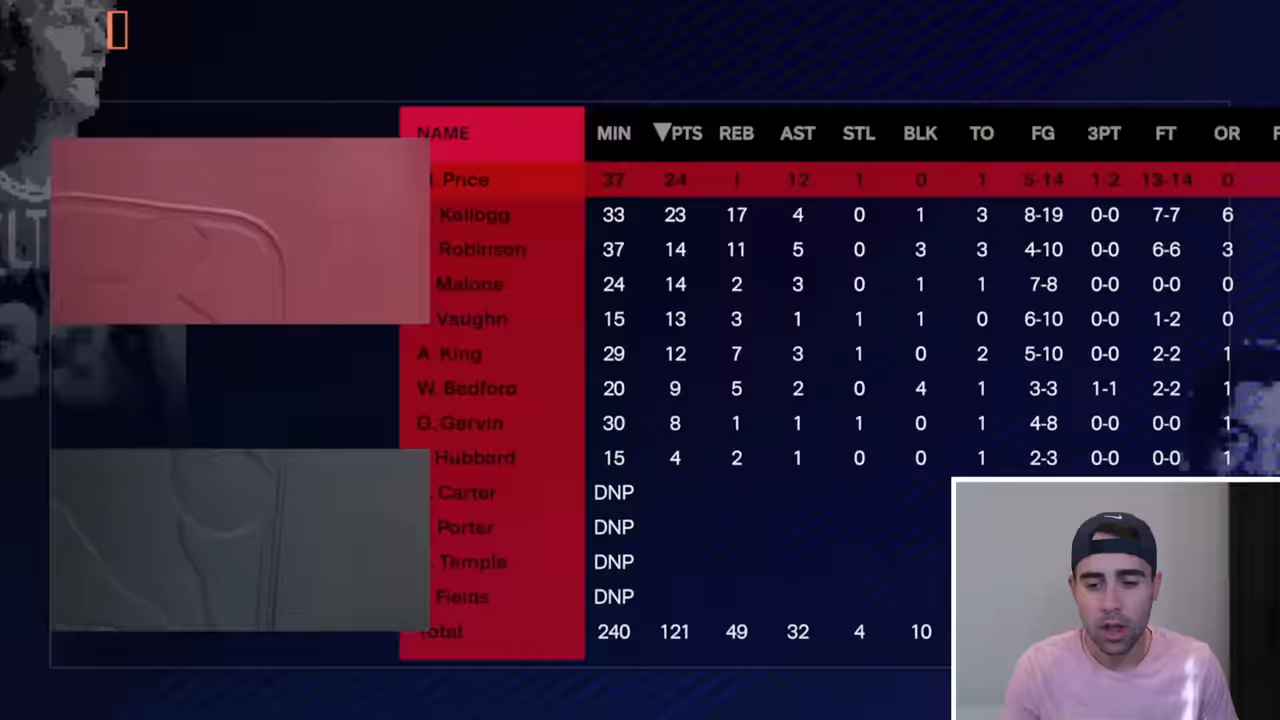 NAME MIN ▼PTS REB AST STL BLK TO FG 3PT FT OR
Price 37 24 1 12 1 0 1 5-14 1-2 13-14 0
Kellogg 33 23 17 4 0 1 3 8-19 0-0 7-7 6
Robinson 37 14 11 5 0 3 3 4-10 0-0 6-6 3
Malone 24 14 2 3 0 1 1 7-8 0-0 0-0 0
Vaughn 15 13 3 1 1 1 0 6-10 0-0 1-2 0
A. King 29 12 7 3 1 0 2 5-10 0-0 2-2 1
W. Bedford 20 9 5 2 0 4 1 3-3 1-1 2-2 1
G. Gervin 30 8 1 1 1 0 1 4-8 0-0 0-0 1
Hubbard 15 4 2 1 0 0 1 2-3 0-0 0-0 1
Carter DNP
Porter DNP
Temple DNP
Fields DNP
Total 240 121 49 32 4 10
33